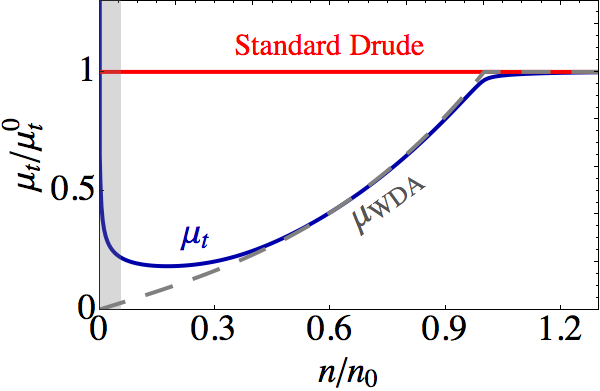 Standard Drude
1
μt/μt0
0.5
μWDA
μt
0
0 0.3 0.6 0.9 1.2
n/n0